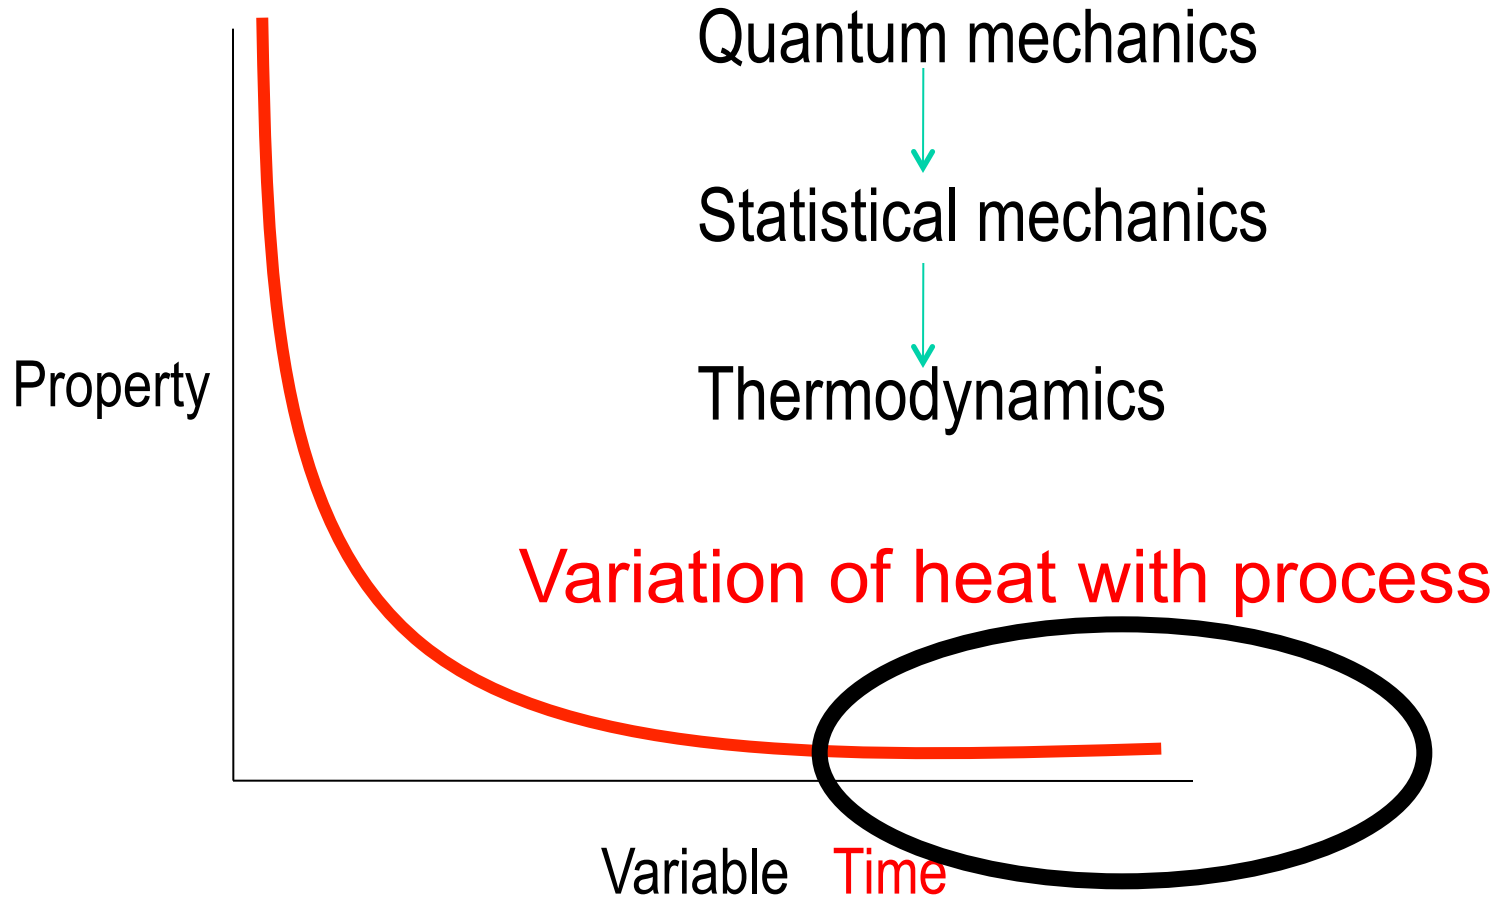 Quantum mechanics
Statistical mechanics
Property
Thermodynamics
Variation of heat with process
Variable Time